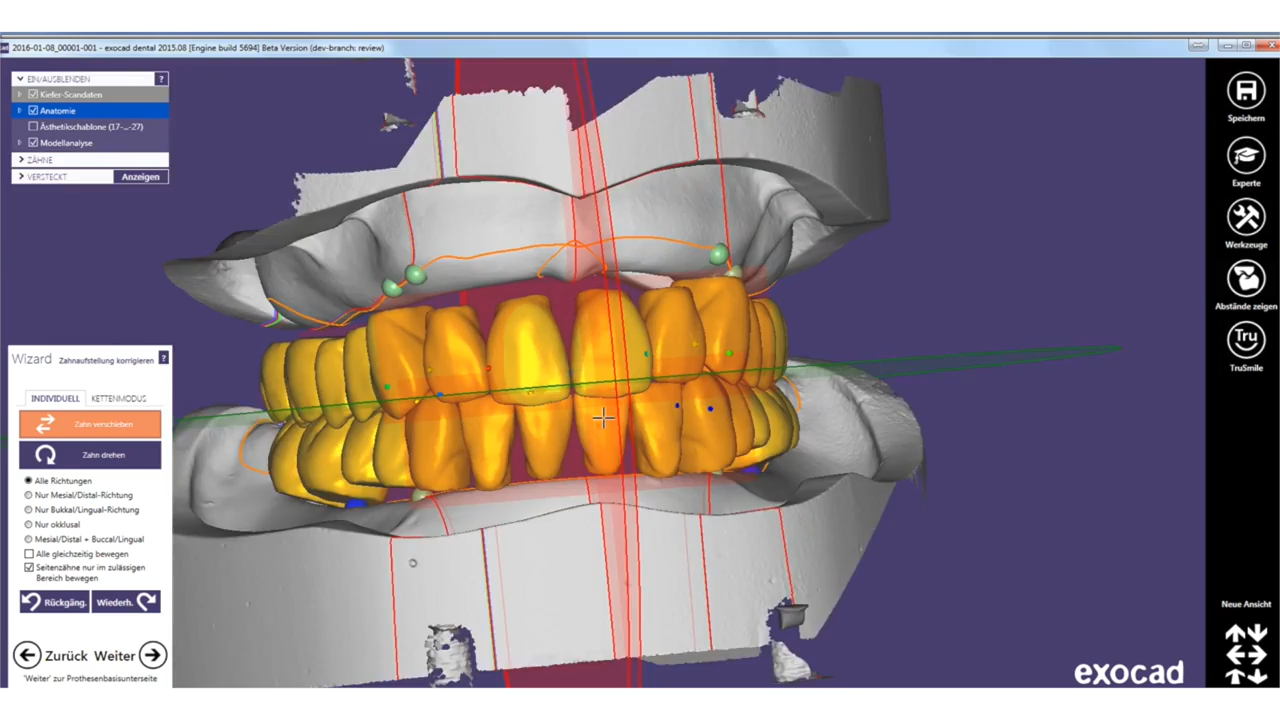 2016-01-08_00001-001 - exocad dental 2015.08 [Engine build 5694] Beta Version (dev-branch: review)
EIN/AUSBLENDEN ?
Kiefer-Scandaten
Anatomie
Ästhetikschablone (17-...-27)
Modellanalyse
ZÄHNE
VERSTECKT Anzeigen
Speichern
Experte
Werkzeuge
Abstände zeigen
Tru
TruSmile
Wizard Zahnaufstellung korrigieren ?
INDIVIDUELL KETTENMODUS
Zahn verschieben
Zahn drehen
Alle Richtungen
Nur Mesial/Distal-Richtung
Nur Bukkal/Lingual-Richtung
Nur okklusal
Mesial/Distal + Buccal/Lingual
Alle gleichzeitig bewegen
Seitenzähne nur im zulässigen
Bereich bewegen
Rückgäng. Wiederh.
Zurück Weiter
'Weiter' zur Prothesenbasisunterseite
Neue Ansicht
exocad